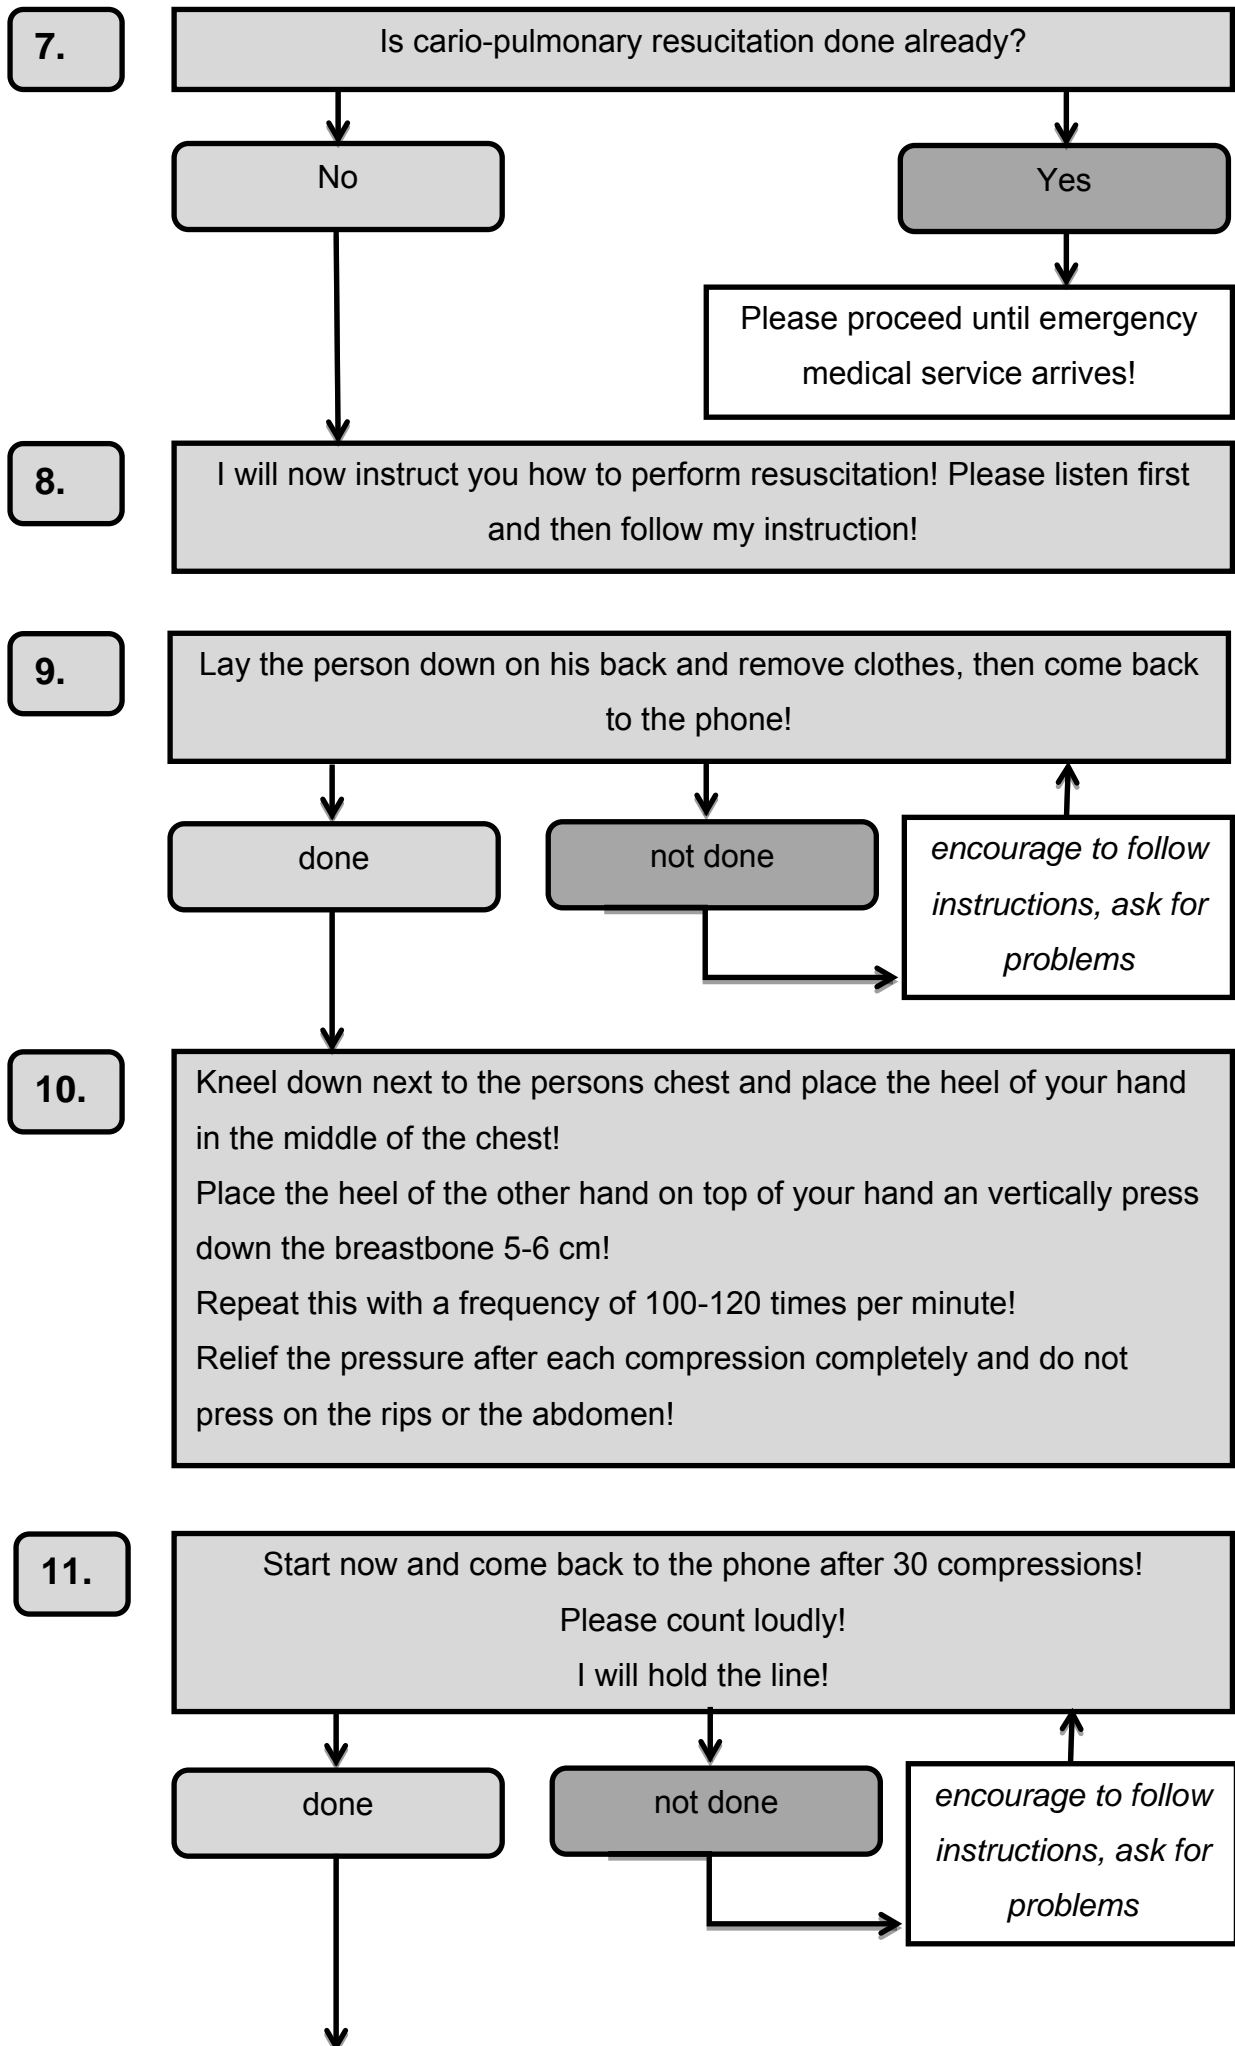 7.
Is cario-pulmonary resucitation done already?
No
Yes
Please proceed until emergency
medical service arrives!
8.
I will now instruct you how to perform resuscitation! Please listen first
and then follow my instruction!
9.
Lay the person down on his back and remove clothes, then come back
to the phone!
done
not done
encourage to follow
instructions, ask for
problems
10.
Kneel down next to the persons chest and place the heel of your hand
in the middle of the chest!
Place the heel of the other hand on top of your hand an vertically press
down the breastbone 5-6 cm!
Repeat this with a frequency of 100-120 times per minute!
Relief the pressure after each compression completely and do not
press on the rips or the abdomen!
11.
Start now and come back to the phone after 30 compressions!
Please count loudly!
I will hold the line!
done
not done
encourage to follow
instructions, ask for
problems